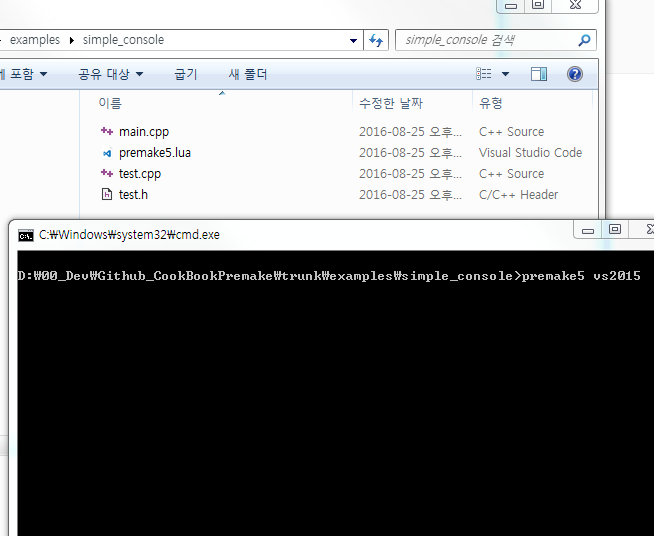 examples ▸ simple_console
simple_console 검색
에 포함 ▼ 공유 대상 ▼ 굽기 새 폴더
이름 수정한 날짜 유형
main.cpp 2016-08-25 오후... C++ Source
premake5.lua 2016-08-25 오후... Visual Studio Code
test.cpp 2016-08-25 오후... C++ Source
test.h 2016-08-25 오후... C/C++ Header
C:₩Windows₩system32₩cmd.exe
D:₩00_Dev₩Github_CookBookPremake₩trunk₩examples₩simple_console>premake5 vs2015